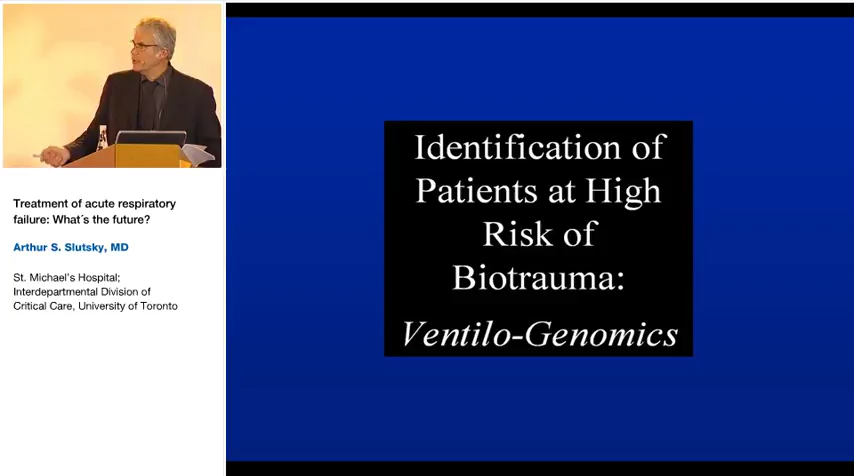 Treatment of acute respiratory
failure: What´s the future?
Arthur S. Slutsky, MD
St. Michael's Hospital;
Interdepartmental Division of
Critical Care, University of Toronto
Identification of
Patients at High
Risk of
Biotrauma:
Ventilo-Genomics